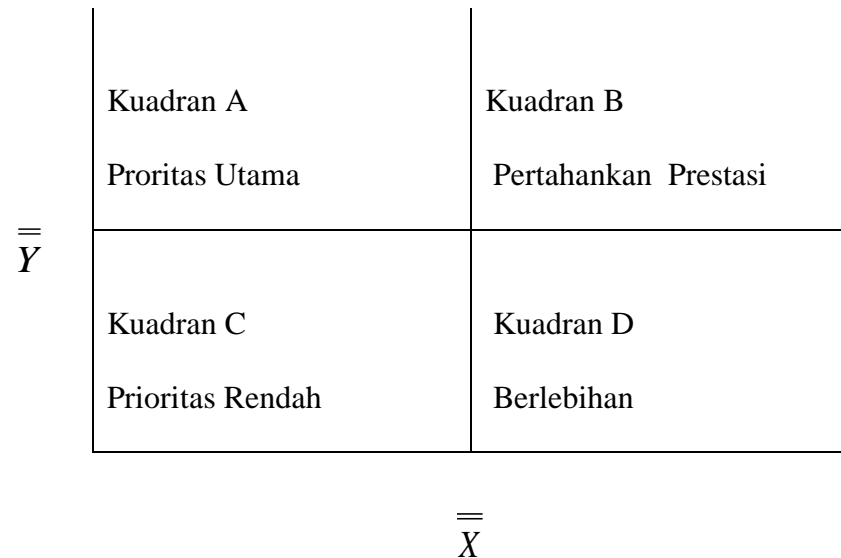 Kuadran A
Proritas Utama
Kuadran B
Pertahankan Prestasi
Y̿
Kuadran C
Prioritas Rendah
Kuadran D
Berlebihan
X̿